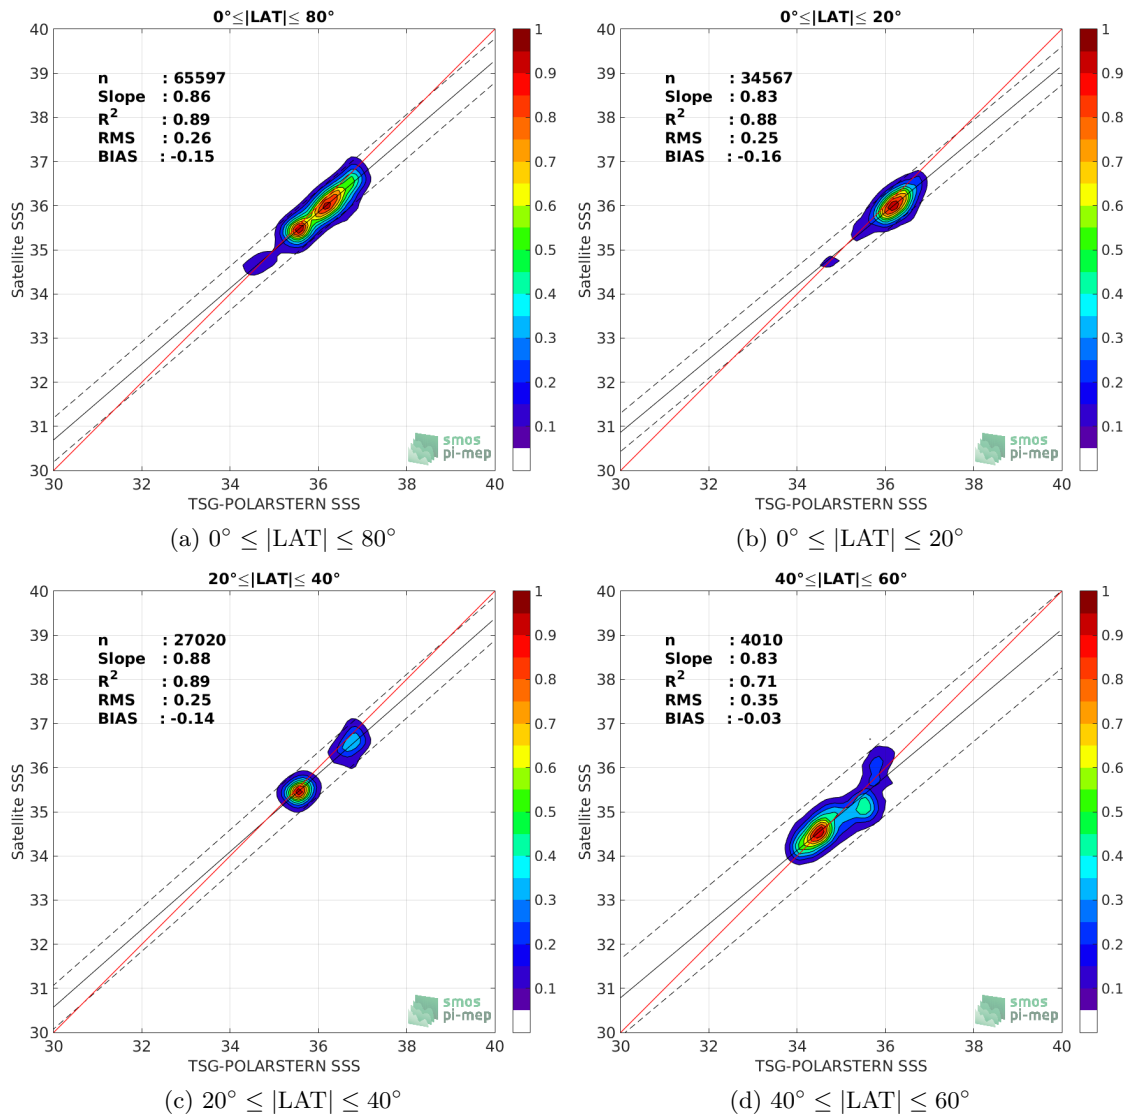 0°≤|LAT|≤ 80°
n : 65597
Slope : 0.86
R² : 0.89
RMS : 0.26
BIAS : -0.15
40
39
38
37
36
35
34
33
32
31
30
30 32 34 36 38 40
Satellite SSS
TSG-POLARSTERN SSS
1
0.9
0.8
0.7
0.6
0.5
0.4
0.3
0.2
0.1
smos
pi-mep
(a) 0° ≤ |LAT| ≤ 80°
0°≤|LAT|≤ 20°
n : 34567
Slope : 0.83
R² : 0.88
RMS : 0.25
BIAS : -0.16
40
39
38
37
36
35
34
33
32
31
30
30 32 34 36 38 40
Satellite SSS
TSG-POLARSTERN SSS
1
0.9
0.8
0.7
0.6
0.5
0.4
0.3
0.2
0.1
smos
pi-mep
(b) 0° ≤ |LAT| ≤ 20°
20°≤|LAT|≤ 40°
n : 27020
Slope : 0.88
R² : 0.89
RMS : 0.25
BIAS : -0.14
40
39
38
37
36
35
34
33
32
31
30
30 32 34 36 38 40
Satellite SSS
TSG-POLARSTERN SSS
1
0.9
0.8
0.7
0.6
0.5
0.4
0.3
0.2
0.1
smos
pi-mep
(c) 20° ≤ |LAT| ≤ 40°
40°≤|LAT|≤ 60°
n : 4010
Slope : 0.83
R² : 0.71
RMS : 0.35
BIAS : -0.03
40
39
38
37
36
35
34
33
32
31
30
30 32 34 36 38 40
Satellite SSS
TSG-POLARSTERN SSS
1
0.9
0.8
0.7
0.6
0.5
0.4
0.3
0.2
0.1
smos
pi-mep
(d) 40° ≤ |LAT| ≤ 60°